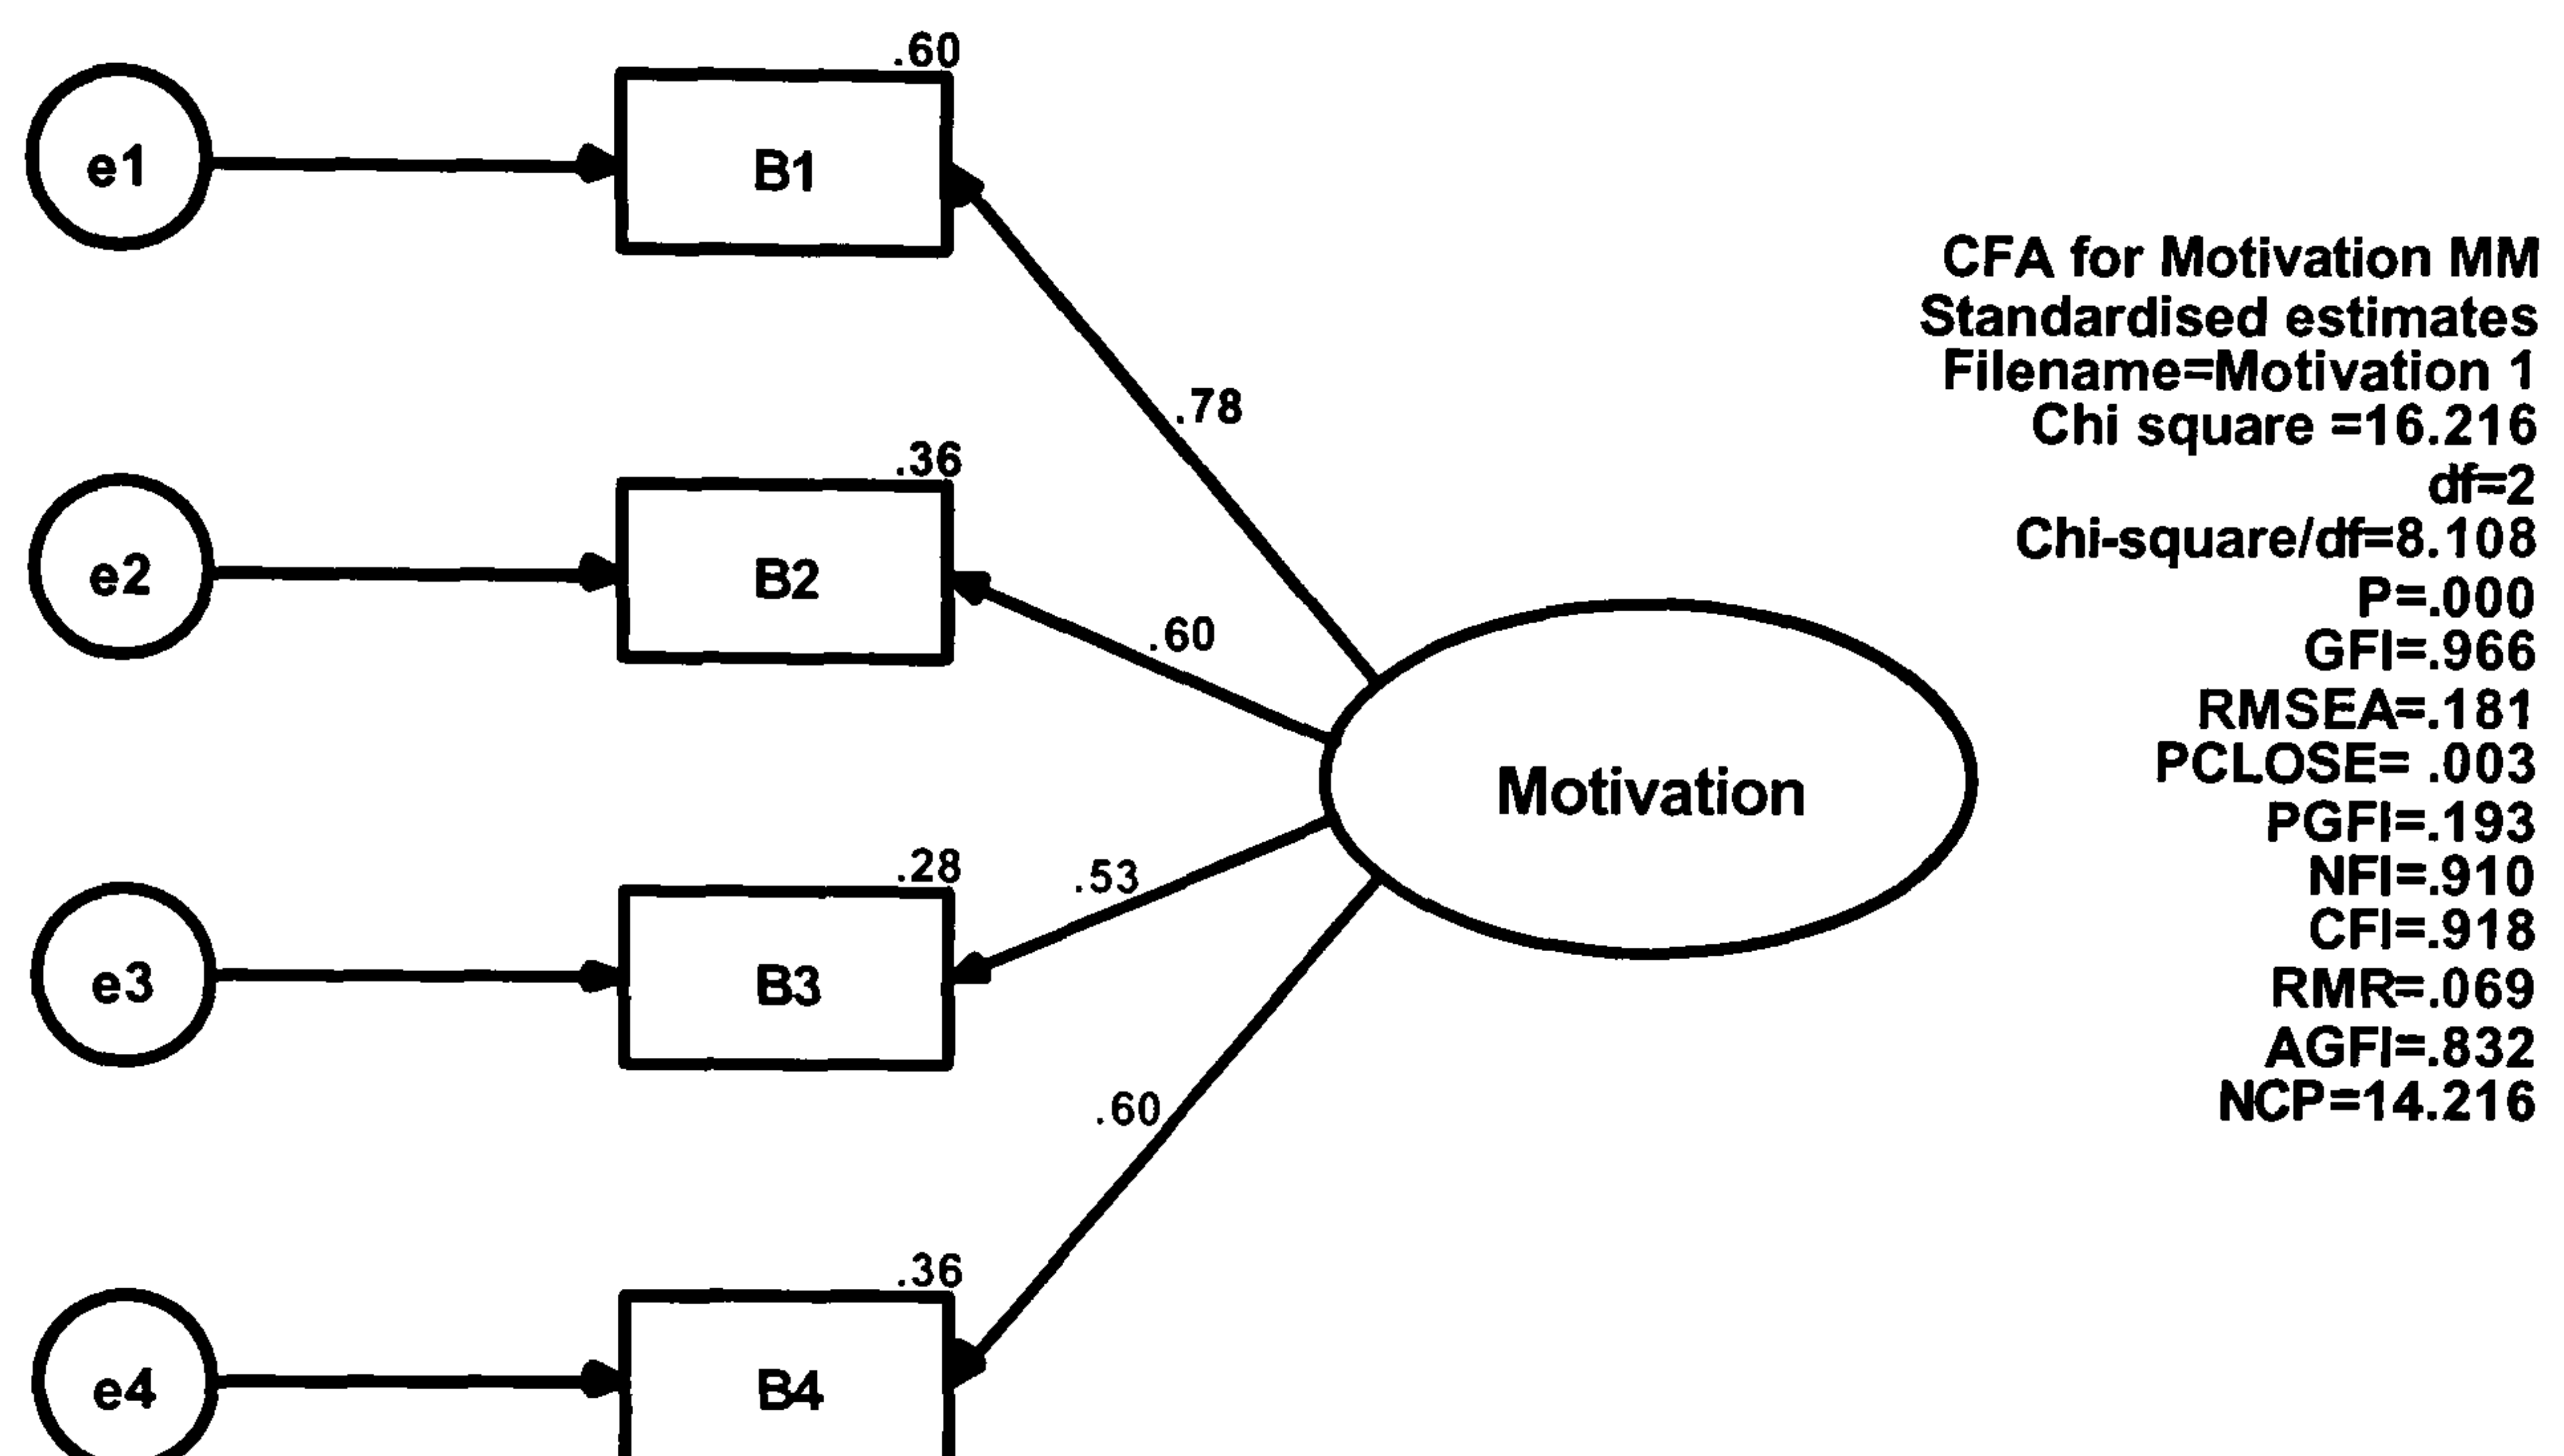 .60
e1
B1
.78
.36
e2
B2
.60
.28
e3
B3
.53
.60
.36
e4
B4
Motivation
CFA for Motivation MM
Standardised estimates
Filename=Motivation 1
Chi square =16.216
df=2
Chi-square/df=8.108
P=.000
GFI=.966
RMSEA=.181
PCLOSE= .003
PGFI=.193
NFI=.910
CFI=.918
RMR=.069
AGFI=.832
NCP=14.216